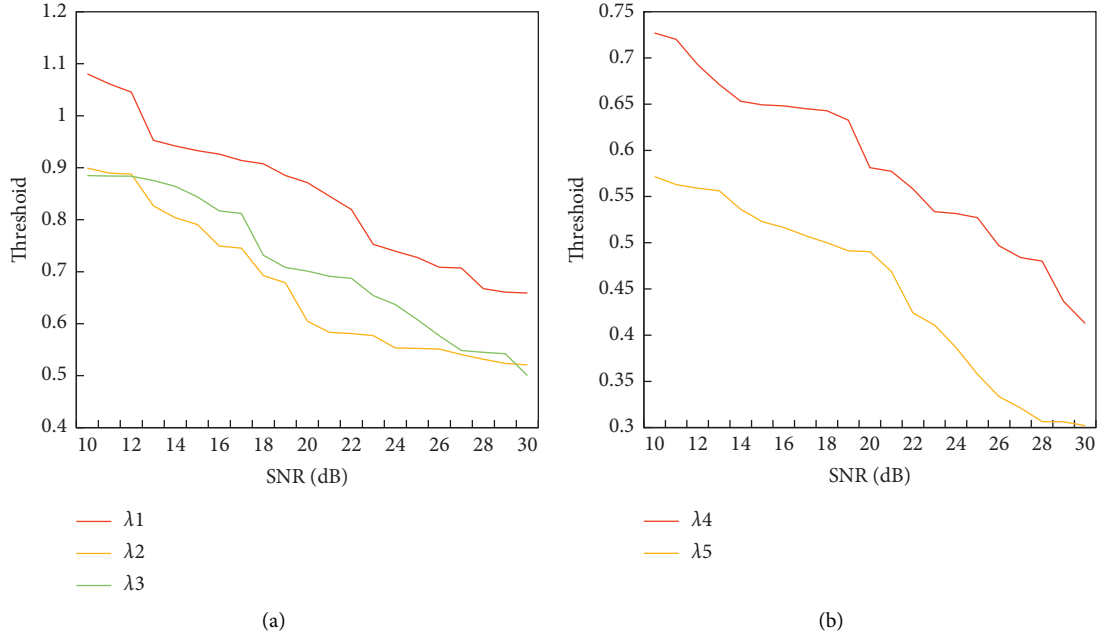 1.2
1.1
1
0.9
0.8
0.7
0.6
0.5
0.4
Threshoid
10 12 14 16 18 20 22 24 26 28 30
SNR (dB)
λ1
λ2
λ3
(a)
0.75
0.7
0.65
0.6
0.55
0.5
0.45
0.4
0.35
0.3
Threshoid
10 12 14 16 18 20 22 24 26 28 30
SNR (dB)
λ4
λ5
(b)